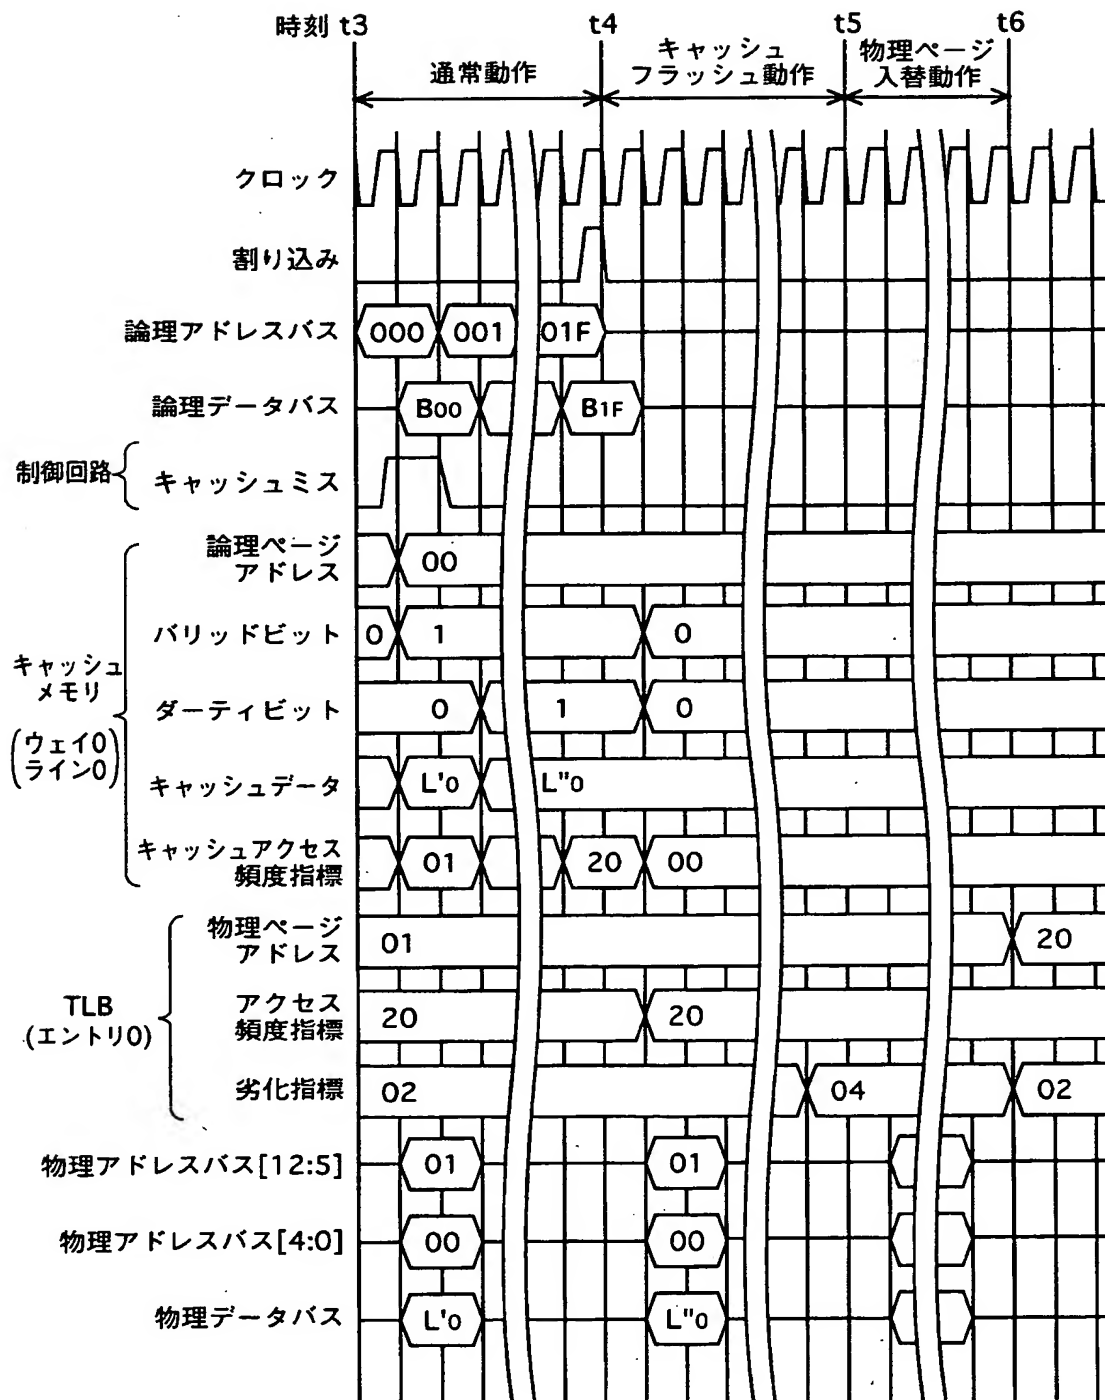 時刻 t3 t4 t5 t6
通常動作
キャッシュ
フラッシュ動作
物理ページ
入替動作
クロック
割り込み
論理アドレスバス 000 001 01F
論理データバス B00 B1F
制御回路
キャッシュミス
論理ページ
アドレス
00
バリッドビット 0 1 0
キャッシュ
メモリ
(ウェイ0
ライン0)
ダーティビット 0 1 0
キャッシュデータ L'0 L"0
キャッシュアクセス
頻度指標
01 20 00
物理ページ
アドレス
01 20
TLB
(エントリ0)
アクセス
頻度指標
20 20
劣化指標 02 04 02
物理アドレスバス[12:5] 01 01
物理アドレスバス[4:0] 00 00
物理データバス L'0 L"0